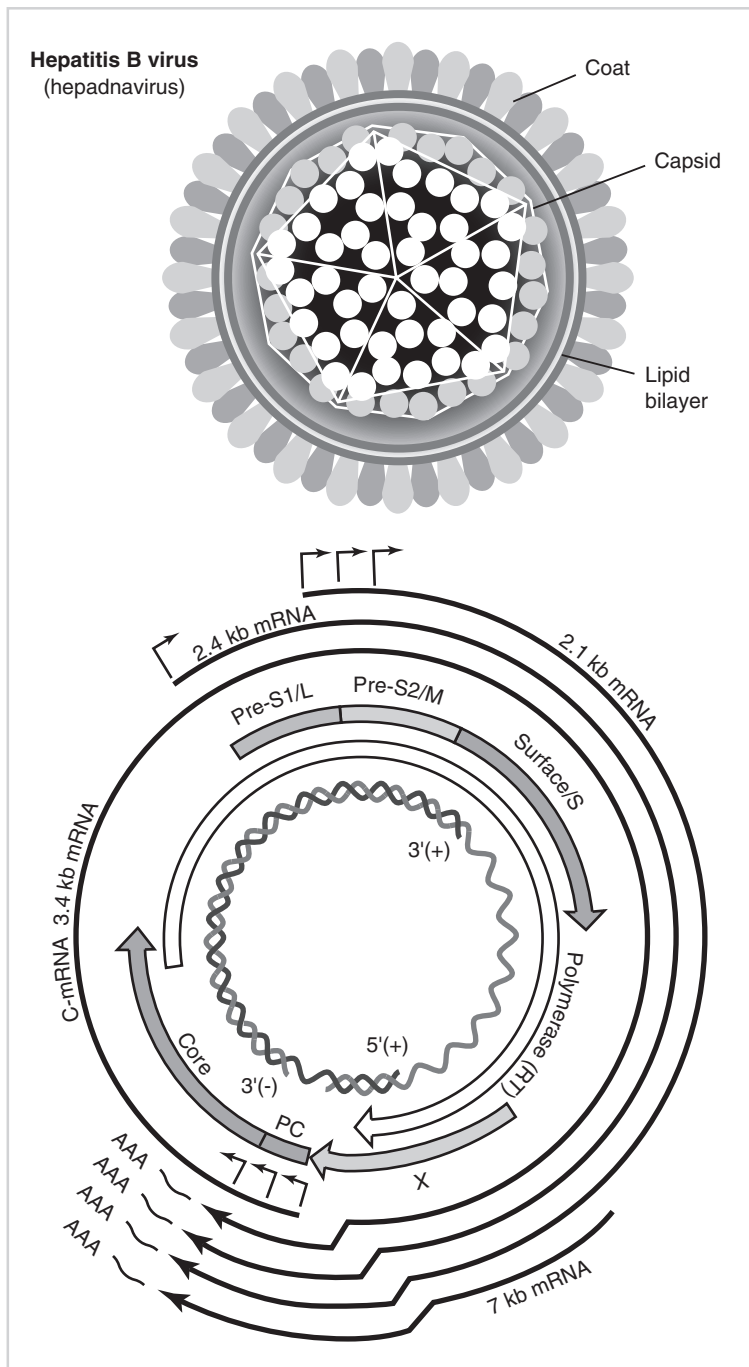 Hepatitis B virus
(hepadnavirus)
Coat
Capsid
Lipid
bilayer
2.4 kb mRNA
2.1 kb mRNA
Pre-S1/L
Pre-S2/M
Surface/S
3'(+)
C-mRNA 3.4 kb mRNA
Polymerase (RT)
5'(+)
Core
3'(-)
PC
X
AAA
AAA
AAA
AAA
7 kb mRNA